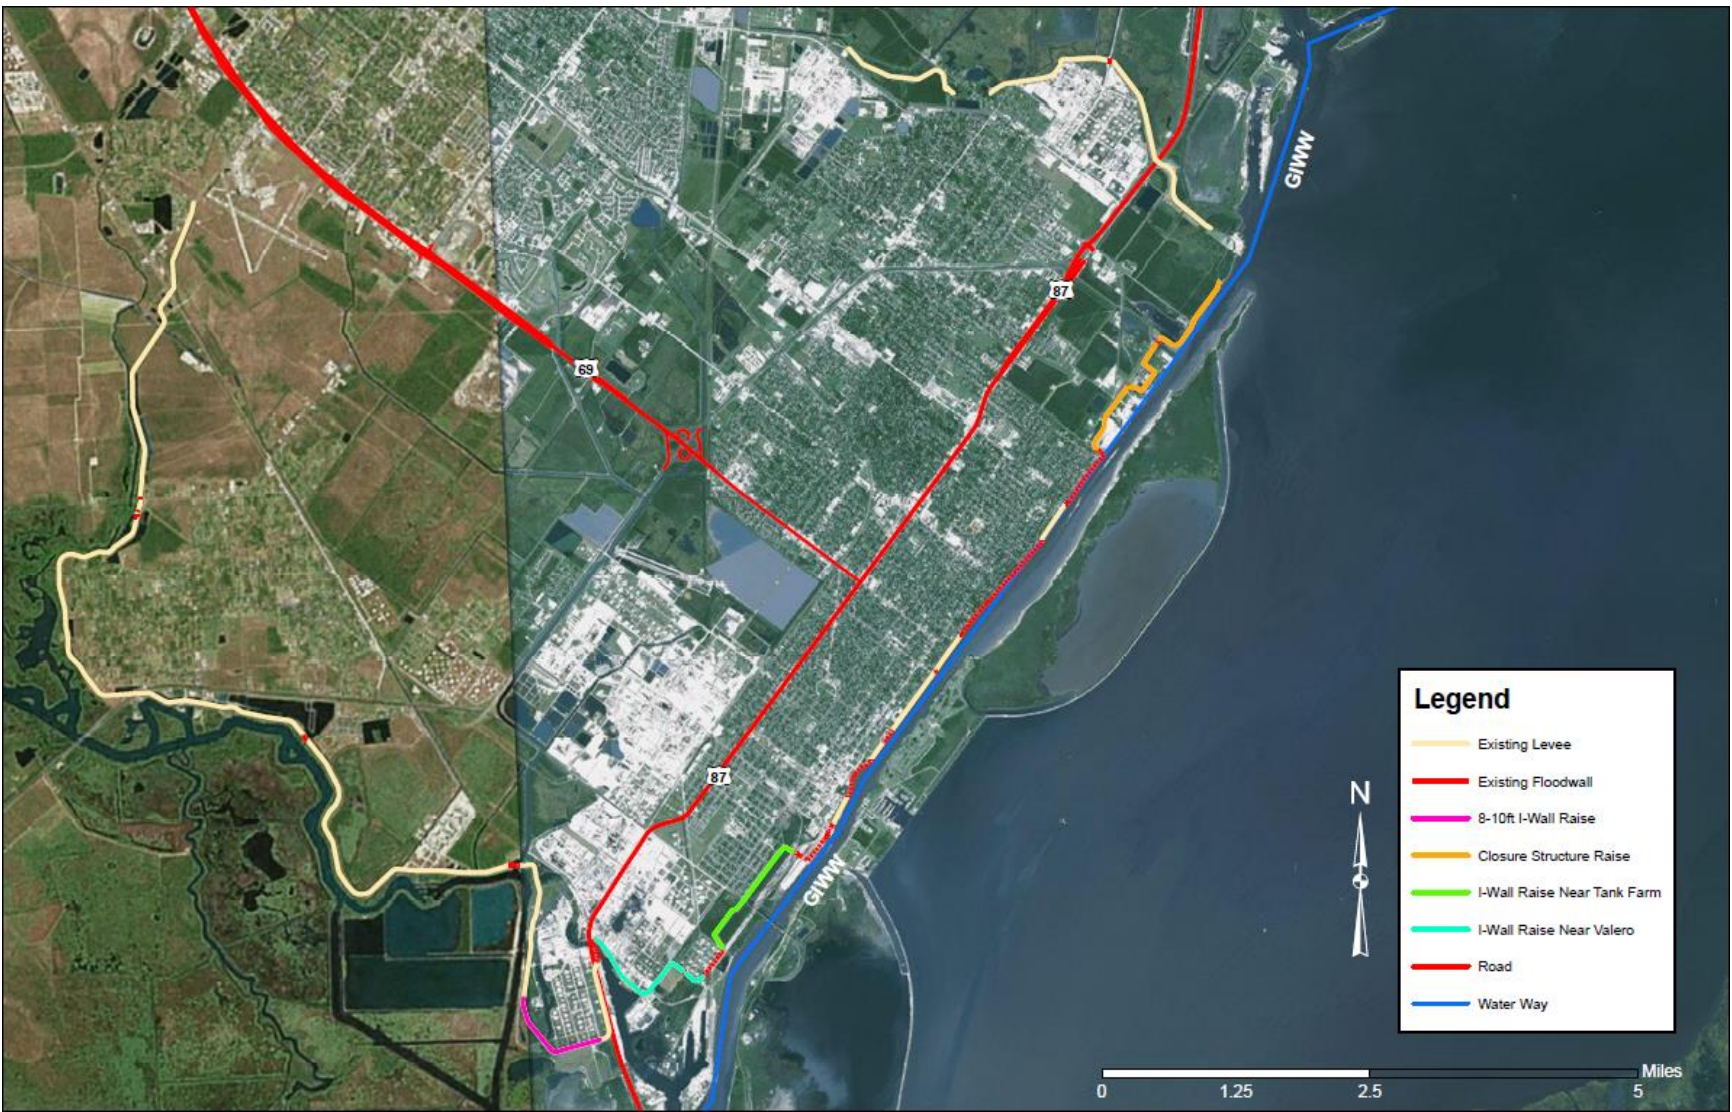 GIWW
87
69
87
GIWW
Legend
Existing Levee
Existing Floodwall
8-10ft I-Wall Raise
Closure Structure Raise
I-Wall Raise Near Tank Farm
I-Wall Raise Near Valero
Road
Water Way
N
Miles
0 1.25 2.5 5